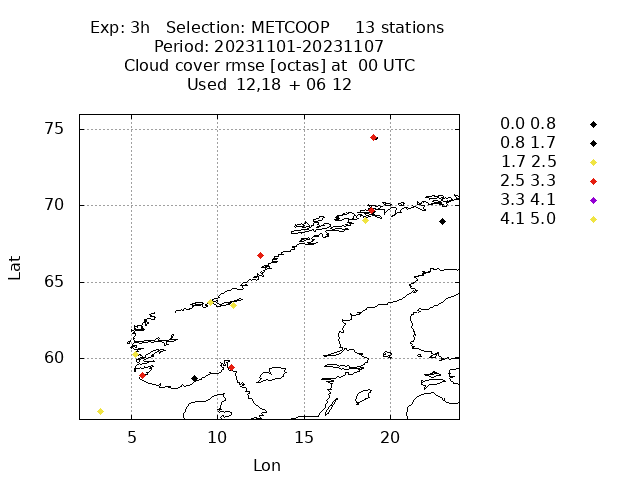 Exp: 3h   Selection: METCOOP     13 stations
Period: 20231101-20231107
Cloud cover rmse [octas] at  00 UTC
Used  12,18 + 06 12
0.0 0.8
0.8 1.7
1.7 2.5
2.5 3.3
3.3 4.1
4.1 5.0
75
70
65
60
Lat
5 10 15 20
Lon